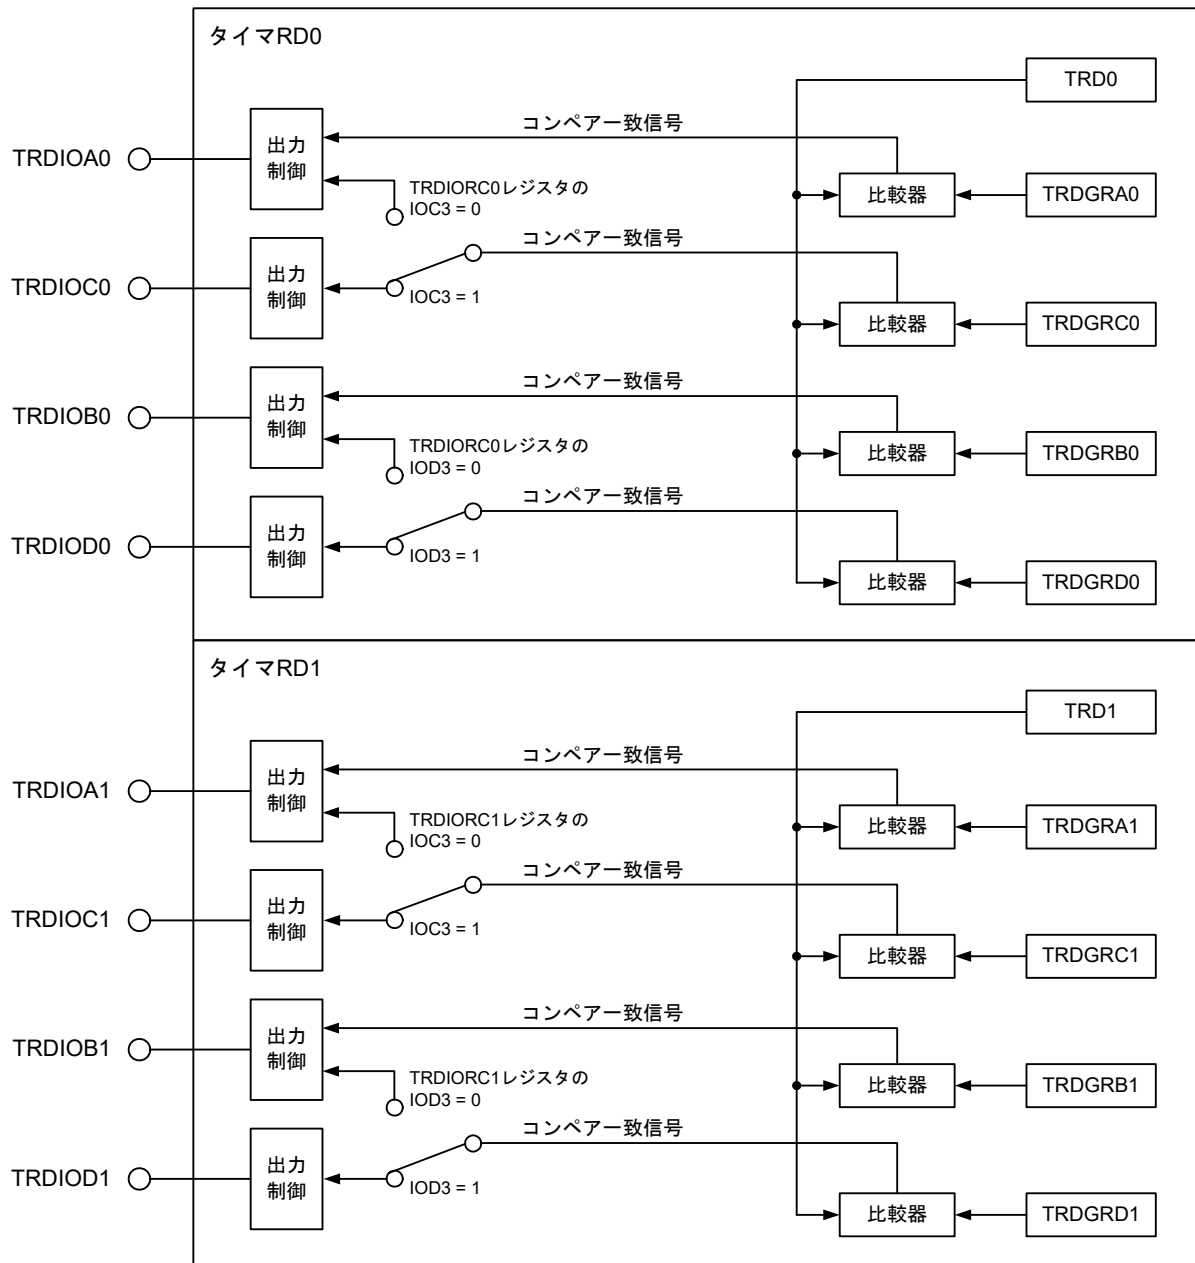 タイマRD0
TRD0
コンペア一致信号
TRDIOA0
出力
制御
TRDIORC0レジスタの
IOC3 = 0
比較器
TRDGRA0
コンペア一致信号
TRDIOC0
出力
制御
IOC3 = 1
比較器
TRDGRC0
コンペア一致信号
TRDIOB0
出力
制御
TRDIORC0レジスタの
IOD3 = 0
比較器
TRDGRB0
コンペア一致信号
TRDIOD0
出力
制御
IOD3 = 1
比較器
TRDGRD0
タイマRD1
TRD1
コンペア一致信号
TRDIOA1
出力
制御
TRDIORC1レジスタの
IOC3 = 0
比較器
TRDGRA1
コンペア一致信号
TRDIOC1
出力
制御
IOC3 = 1
比較器
TRDGRC1
コンペア一致信号
TRDIOB1
出力
制御
TRDIORC1レジスタの
IOD3 = 0
比較器
TRDGRB1
コンペア一致信号
TRDIOD1
出力
制御
IOD3 = 1
比較器
TRDGRD1